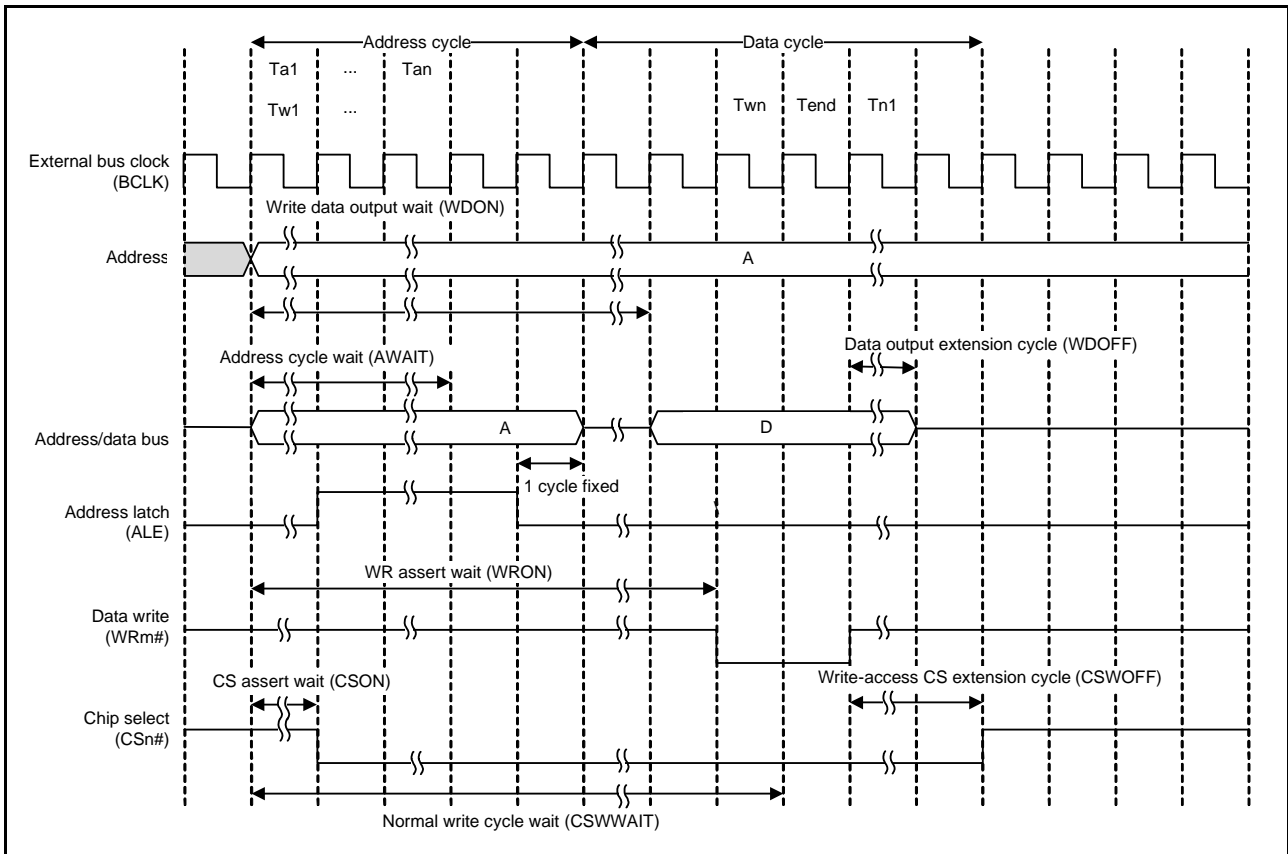 Address cycle Data cycle
Ta1 ... Tan
Twn Tend Tn1
Tw1 ...
External bus clock
(BCLK)
Write data output wait (WDON)
Address
A
Data output extension cycle (WDOFF)
Address cycle wait (AWAIT)
A D
Address/data bus
1 cycle fixed
Address latch
(ALE)
WR assert wait (WRON)
Data write
(WRm#)
CS assert wait (CSON) Write-access CS extension cycle (CSWOFF)
Chip select
(CSn#)
Normal write cycle wait (CSWWAIT)